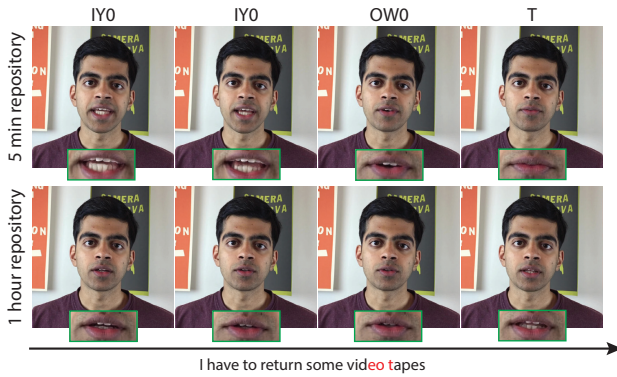 IY0 IY0 OW0 T
5 min repository
1 hour repository
I have to return some video tapes